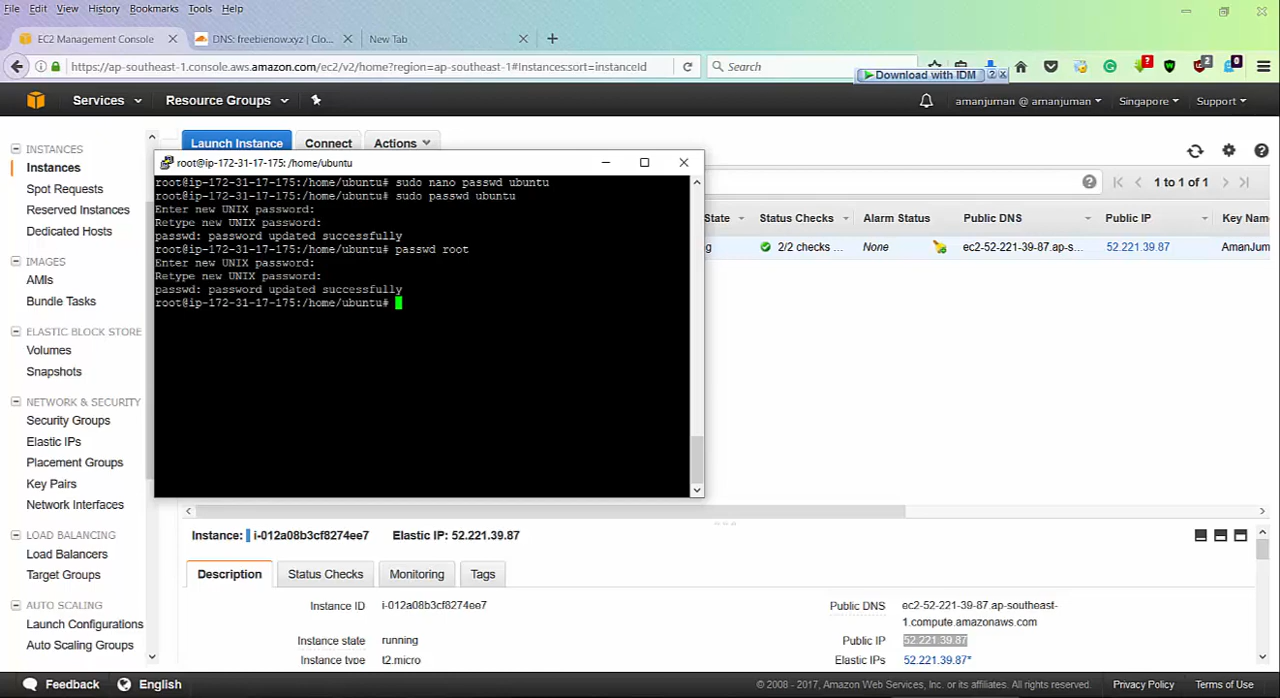 File Edit View History Bookmarks Tools Help
EC2 Management Console
DNS: freebienow.xyz | Clo...
New Tab
https://ap-southeast-1.console.aws.amazon.com/ec2/v2/home?region=ap-southeast-1#Instances:sort=instanceId
Search
Download with IDM
Services
Resource Groups
amanjuman @ amanjuman
Singapore
Support
Launch Instance
Connect
Actions
INSTANCES
Instances
Spot Requests
Reserved Instances
Dedicated Hosts
IMAGES
AMIs
Bundle Tasks
ELASTIC BLOCK STORE
Volumes
Snapshots
NETWORK & SECURITY
Security Groups
Elastic IPs
Placement Groups
Key Pairs
Network Interfaces
LOAD BALANCING
Load Balancers
Target Groups
AUTO SCALING
Launch Configurations
Auto Scaling Groups
root@ip-172-31-17-175: /home/ubuntu
root@ip-172-31-17-175:/home/ubuntu# sudo nano passwd ubuntu
root@ip-172-31-17-175:/home/ubuntu# sudo passwd ubuntu
Enter new UNIX password:
Retype new UNIX password:
passwd: password updated successfully
root@ip-172-31-17-175:/home/ubuntu# passwd root
Enter new UNIX password:
Retype new UNIX password:
passwd: password updated successfully
root@ip-172-31-17-175:/home/ubuntu#
1 to 1 of 1
State Status Checks Alarm Status Public DNS Public IP Key Name
g 2/2 checks ... None ec2-52-221-39-87.ap-s... 52.221.39.87 AmanJum
Instance: i-012a08b3cf8274ee7 Elastic IP: 52.221.39.87
Description
Status Checks
Monitoring
Tags
Instance ID i-012a08b3cf8274ee7
Public DNS ec2-52-221-39-87.ap-southeast-
1.compute.amazonaws.com
Instance state running
Public IP 52.221.39.87
Instance type t2.micro
Elastic IPs 52.221.39.87*
Feedback
English
© 2008 - 2017, Amazon Web Services, Inc. or its affiliates. All rights reserved.
Privacy Policy
Terms of Use